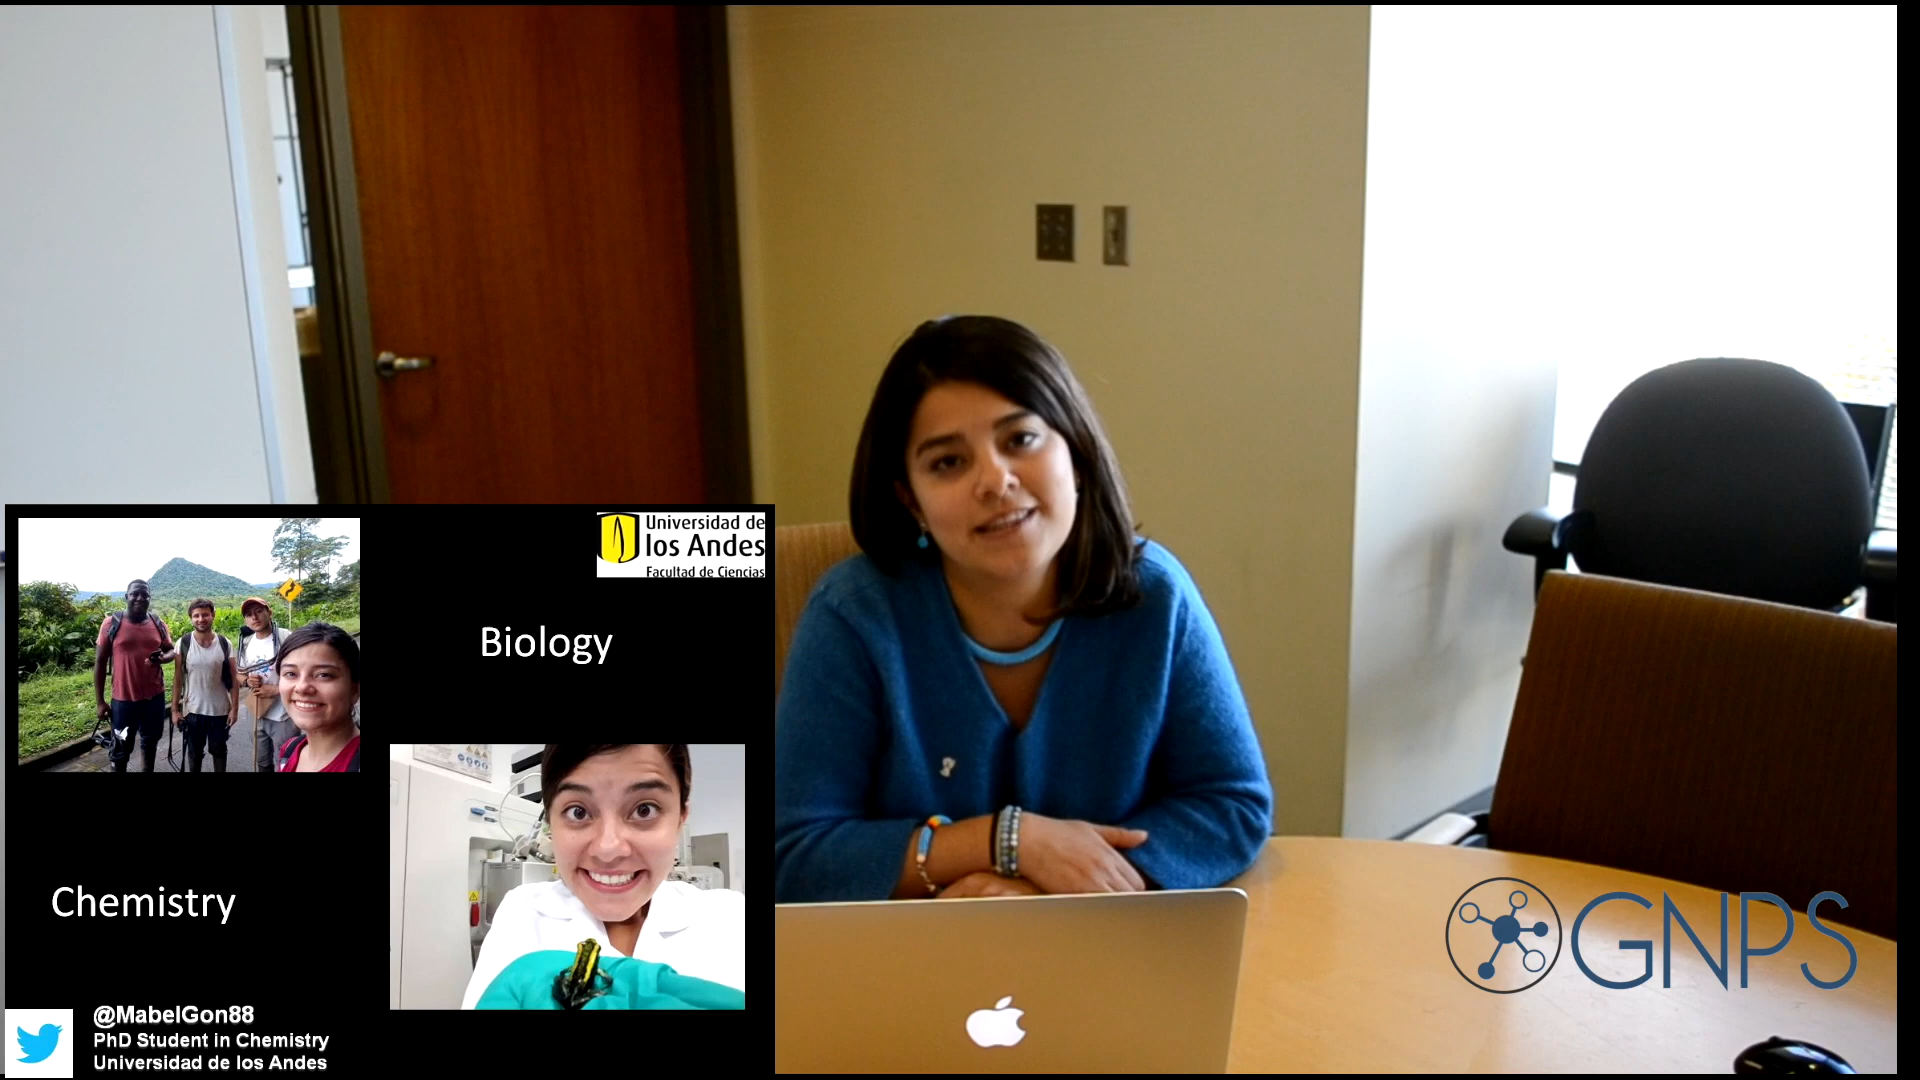 Universidad de
los Andes
Facultad de Ciencias
Biology
Chemistry
@MabelGon88
PhD Student in Chemistry
Universidad de los Andes
GNPS